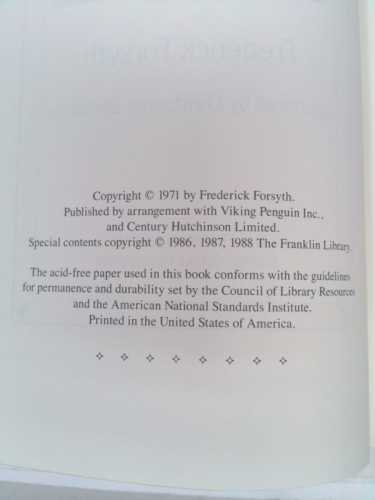 Copyright © 1971 by Frederick Forsyth.
Published by arrangement with Viking Penguin Inc.,
and Century Hutchinson Limited.
Special contents copyright © 1986, 1987, 1988 The Franklin Library.
The acid-free paper used in this book conforms with the guidelines
for permanence and durability set by the Council of Library Resources
and the American National Standards Institute.
Printed in the United States of America.